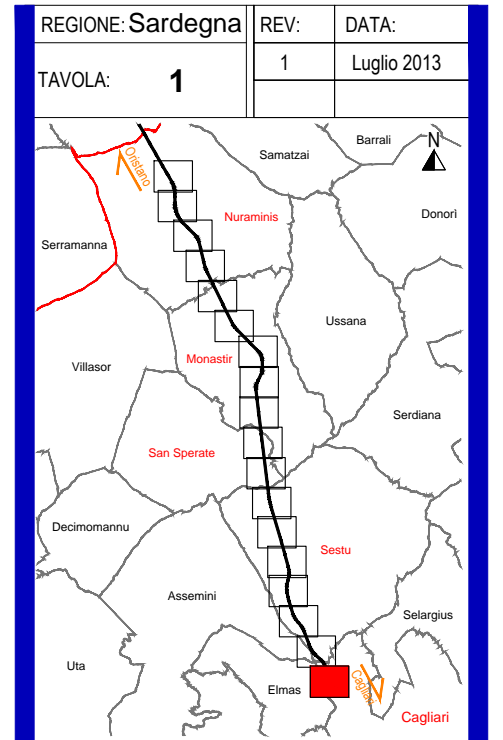 REGIONE: Sardegna REV: DATA:
TAVOLA: 1 1 Luglio 2013
Barrali N
Samatzai
Oristano
Nuraminis Donorì
Serramanna
Ussana
Monastir
Villasor
Serdiana
San Sperate
Decimomannu
Sestu
Assemini
Selargius
Uta
Elmas Cagliari
Cagliari